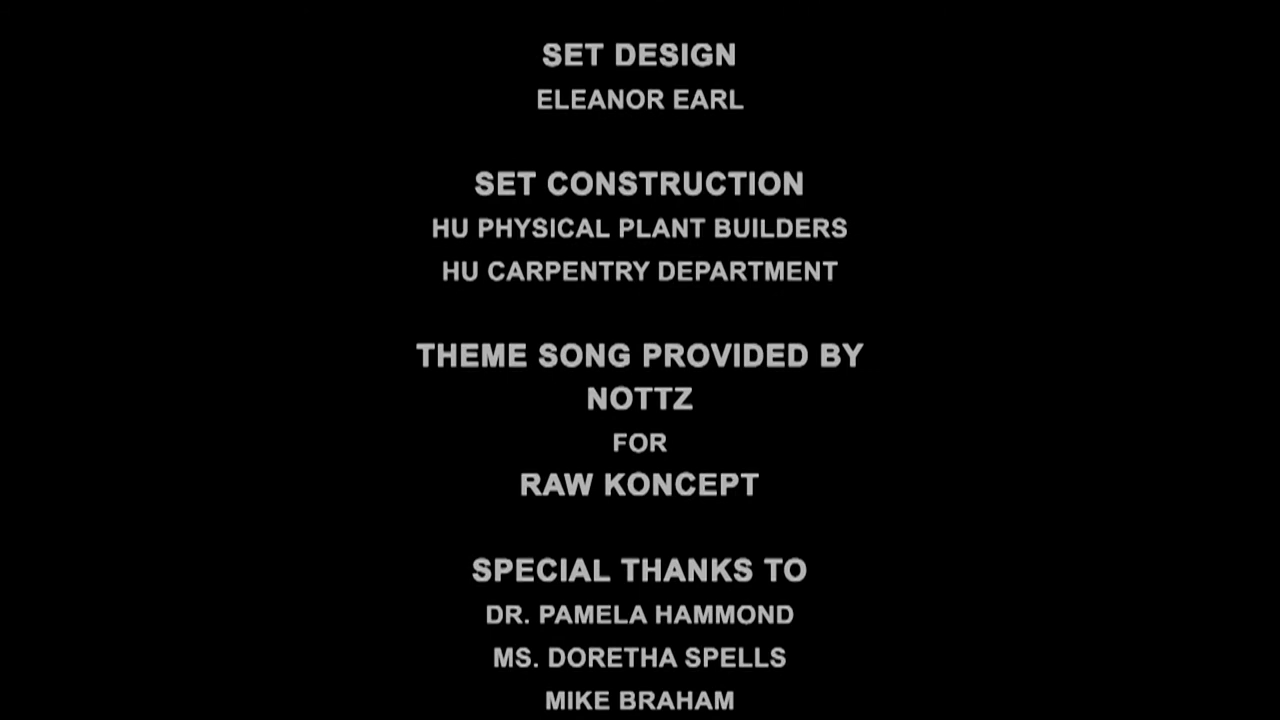 SET DESIGN
ELEANOR EARL
SET CONSTRUCTION
HU PHYSICAL PLANT BUILDERS
HU CARPENTRY DEPARTMENT
THEME SONG PROVIDED BY
NOTTZ
FOR
RAW KONCEPT
SPECIAL THANKS TO
DR. PAMELA HAMMOND
MS. DORETHA SPELLS
MIKE BRAHAM